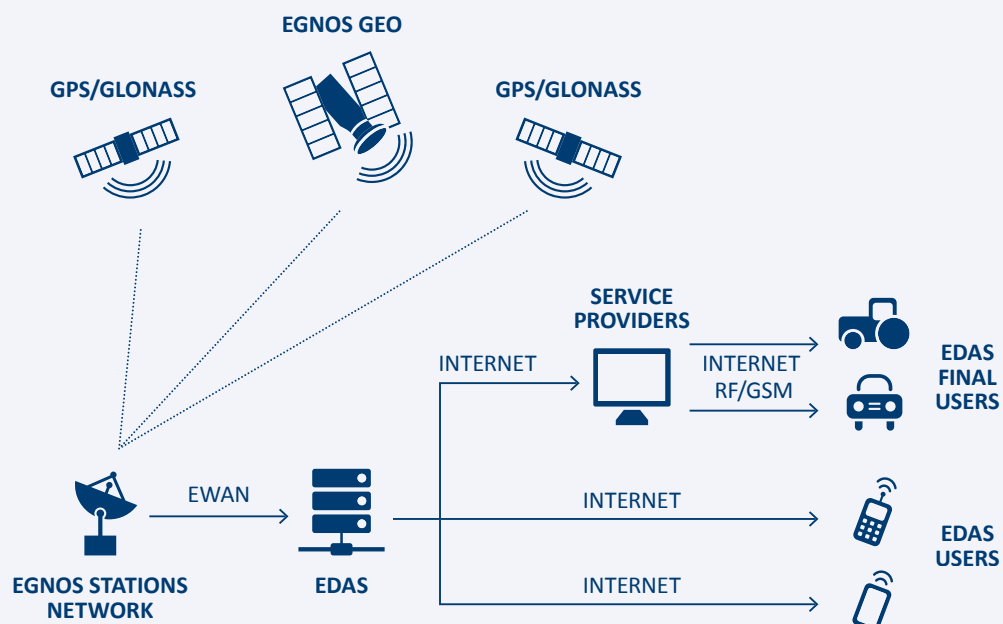 EGNOS GEO
GPS/GLONASS
GPS/GLONASS
SERVICE
PROVIDERS
INTERNET
INTERNET
RF/GSM
EDAS
FINAL
USERS
EWAN
INTERNET
EDAS
USERS
EGNOS STATIONS
NETWORK
EDAS
INTERNET